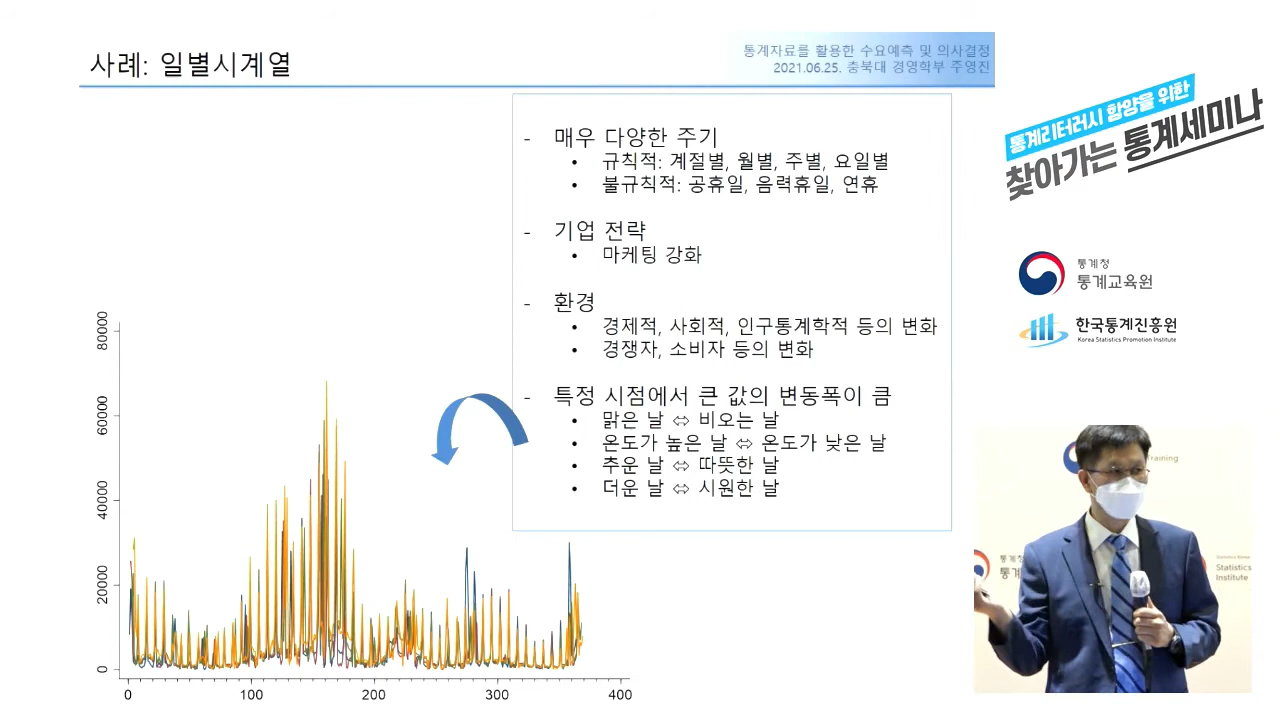 사례: 일별시계열
통계자료를 활용한 수요예측 및 의사결정
2021.06.25. 충북대 경영학부 주영진
- 매우 다양한 주기
• 규칙적: 계절별, 월별, 주별, 요일별
• 불규칙적: 공휴일, 음력휴일, 연휴
- 기업 전략
• 마케팅 강화
- 환경
• 경제적, 사회적, 인구통계학적 등의 변화
• 경쟁자, 소비자 등의 변화
- 특정 시점에서 큰 값의 변동폭이 큼
• 맑은 날 ⇔ 비오는 날
• 온도가 높은 날 ⇔ 온도가 낮은 날
• 추운 날 ⇔ 따뜻한 날
• 더운 날 ⇔ 시원한 날
80000
60000
40000
20000
0
0 100 200 300 400
통계리터러시 함양을 위한
찾아가는 통계세미나
통계청
통계교육원
한국통계진흥원
Korea Statistics Promotion Institute
Training
통계청
통계
Statistics Korea
Statistics
Institute